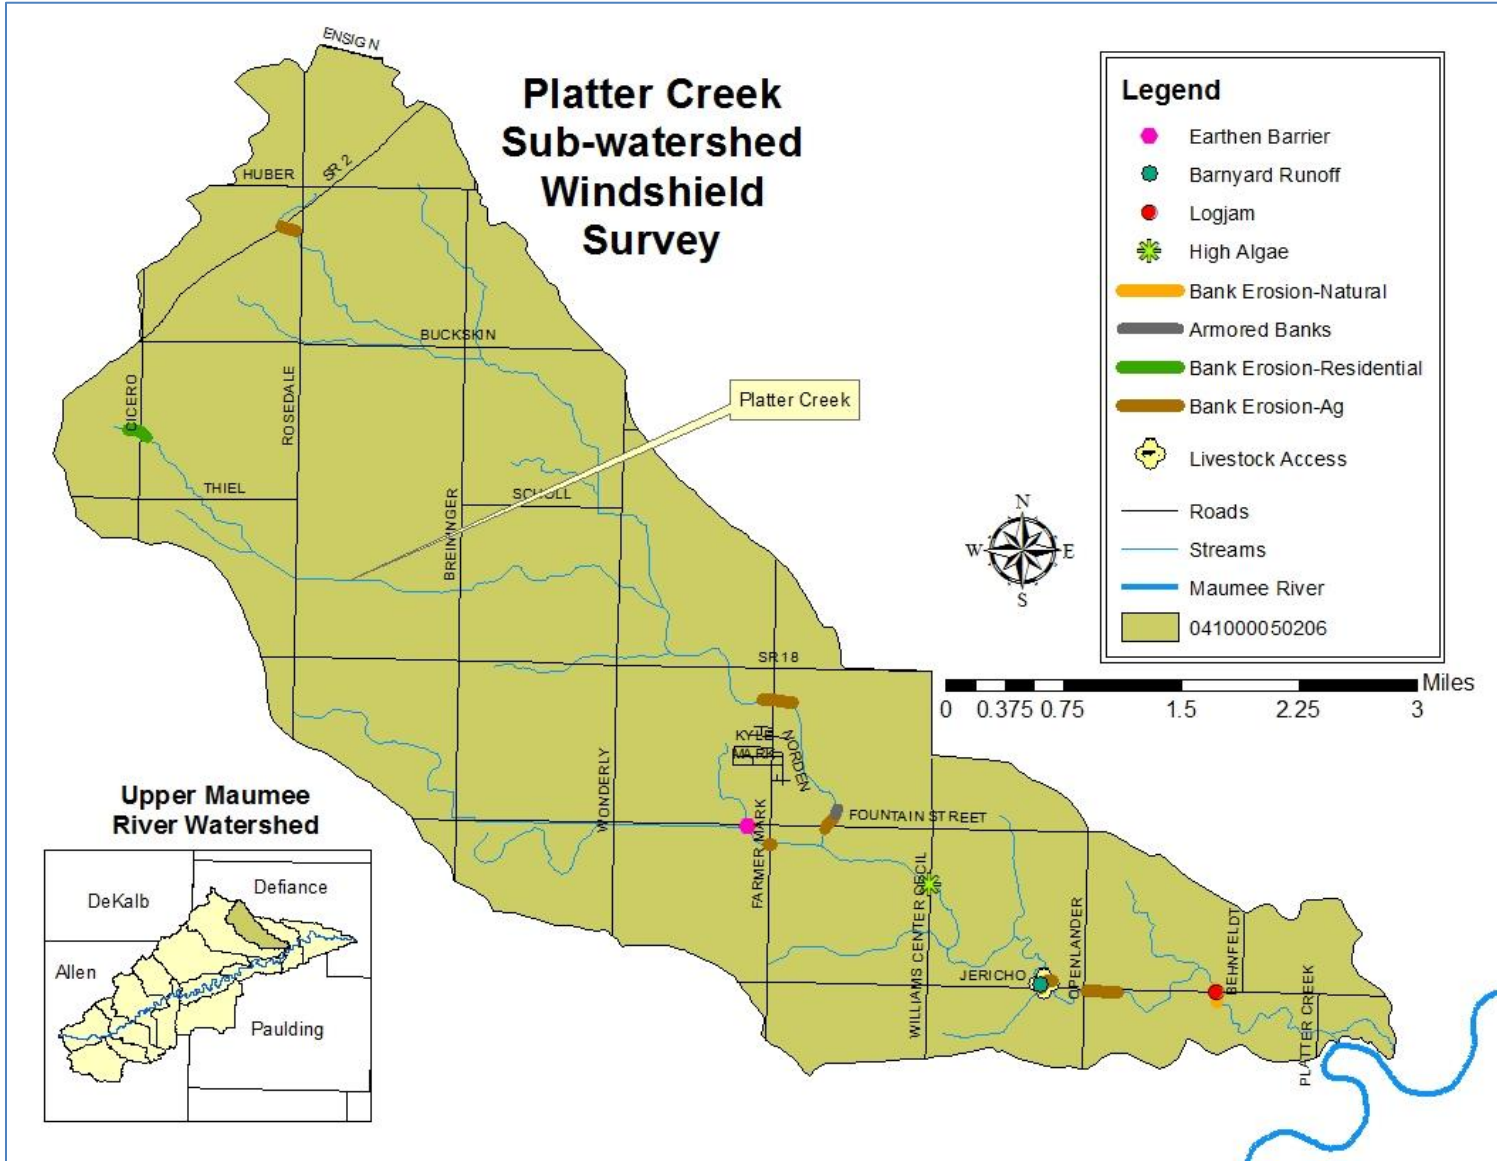 ENSIGN
Platter Creek
Sub-watershed
Windshield
Survey
HUBER
SR 2
BUCKSKIN
CICERO
ROSEDALE
Platter Creek
THIEL
BREININGER
SCHOLL
SR 18
KYLE
MARK
NORDEN
WONDERLY
FARMER MARK
FOUNTAIN STREET
WILLIAMS CENTER CECIL
JERICHO
OPENLANDER
BEHNFELDT
PLATTER CREEK
Legend
Earthen Barrier
Barnyard Runoff
Logjam
High Algae
Bank Erosion-Natural
Armored Banks
Bank Erosion-Residential
Bank Erosion-Ag
Livestock Access
Roads
Streams
Maumee River
041000050206
N
W E
S
Miles
0 0.375 0.75 1.5 2.25 3
Upper Maumee
River Watershed
DeKalb
Defiance
Allen
Paulding